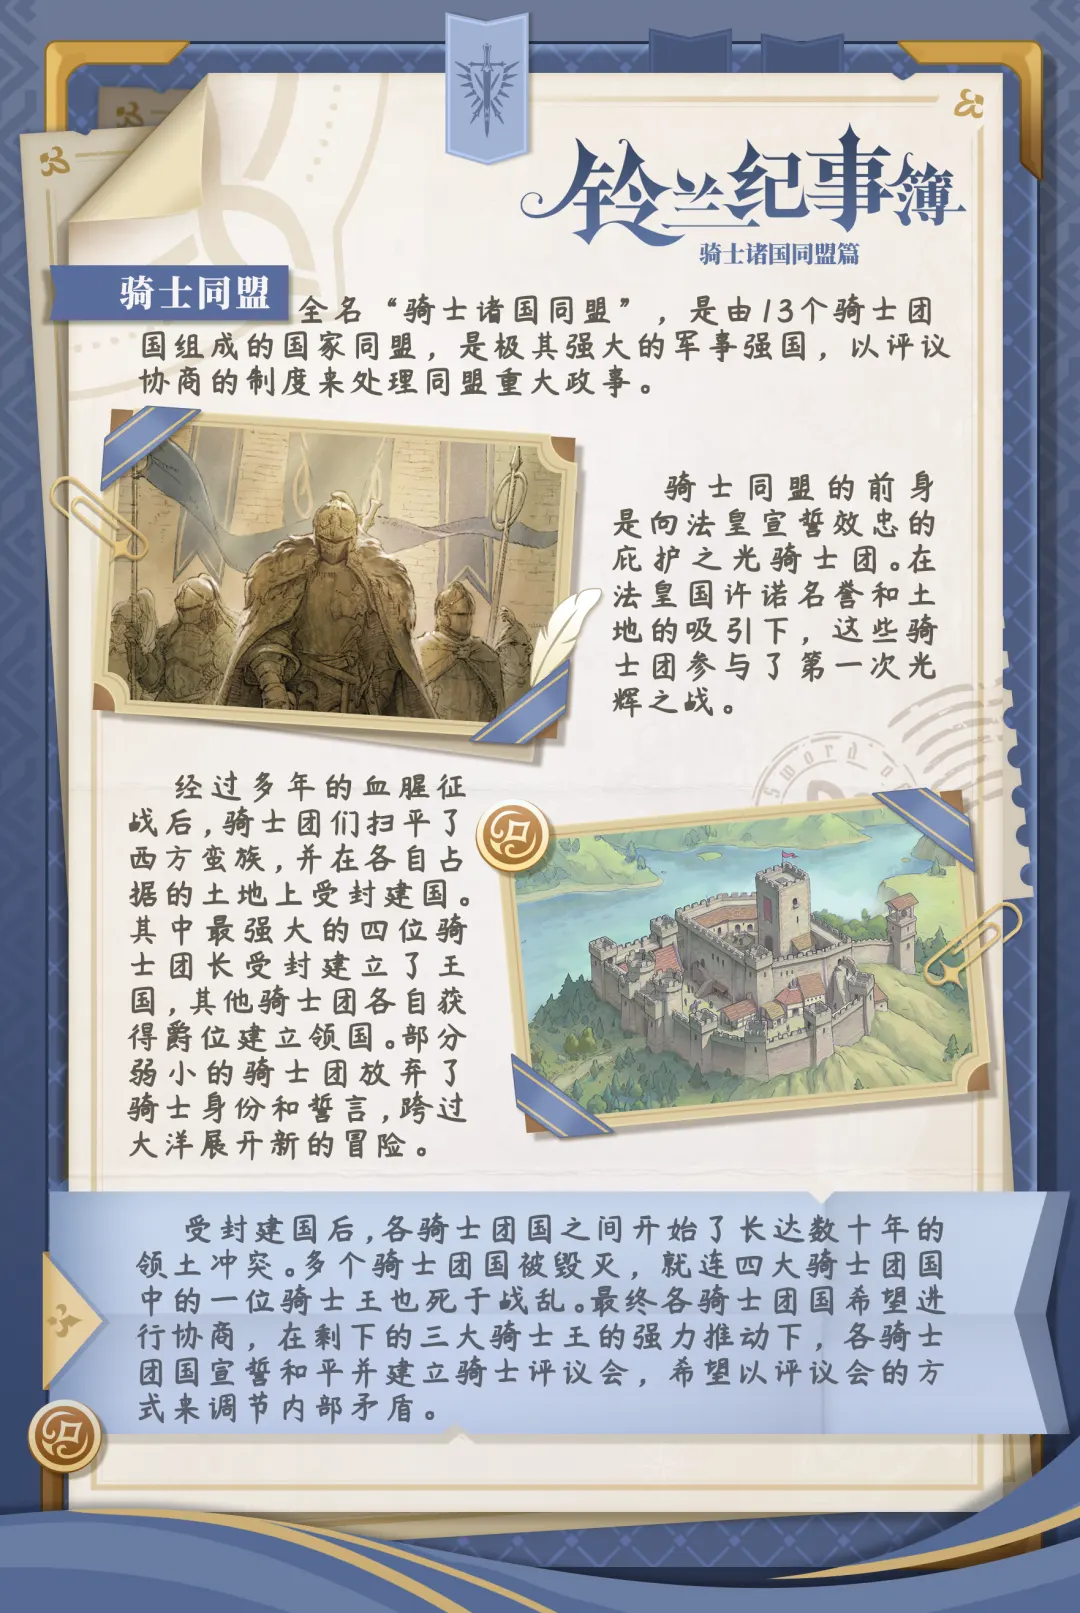 铃兰纪事簿
骑士诸国同盟篇
骑士同盟
全名“骑士诸国同盟”，是由13个骑士团
国组成的国家同盟，是极其强大的军事强国，以评议
协商的制度来处理同盟重大政事。
骑士同盟的前身
是向法皇宣誓效忠的
庇护之光骑士团。在
法皇国许诺名誉和土
地的吸引下，这些骑
士团参与了第一次光
辉之战。
sword o
经过多年的血腥征
战后，骑士团们扫平了
西方蛮族，并在各自占
据的土地上受封建国。
其中最强大的四位骑
士团长受封建立了王
国，其他骑士团各自获
得爵位建立领国。部分
弱小的骑士团放弃了
骑士身份和誓言，跨过
大洋展开新的冒险。
受封建国后，各骑士团国之间开始了长达数十年的
领土冲突。多个骑士团国被毁灭，就连四大骑士团国
中的一位骑士王也死于战乱。最终各骑士团国希望进
行协商，在剩下的三大骑士王的强力推动下，各骑士
团国宣誓和平并建立骑士评议会，希望以评议会的方
式来调节内部矛盾。